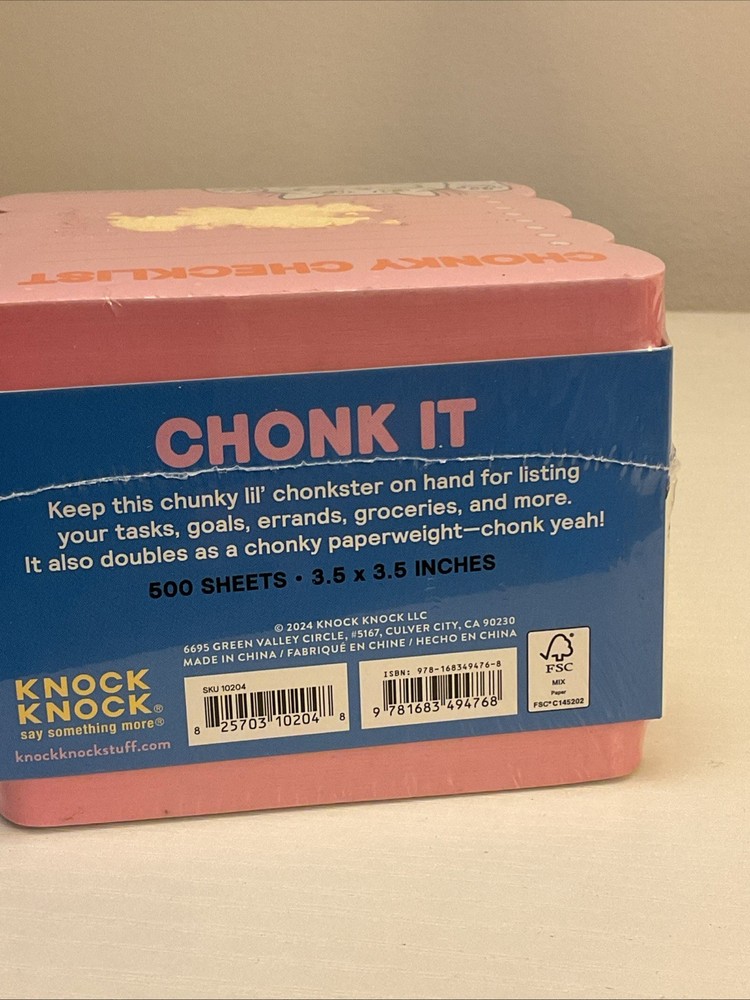 CHONKY CHECKLIST
CHONK IT
Keep this chunky lil' chonkster on hand for listing
your tasks, goals, errands, groceries, and more.
It also doubles as a chonky paperweight—chonk yeah!
500 SHEETS • 3.5 x 3.5 INCHES
© 2024 KNOCK KNOCK LLC
6695 GREEN VALLEY CIRCLE, #5167, CULVER CITY, CA 90230
MADE IN CHINA / FABRIQUÉ EN CHINE / HECHO EN CHINA
KNOCK
KNOCK®
say something more®
knockknockstuff.com
SKU 10204
8 25703 10204 8
ISBN: 978-168349476-8
9 781683 494768
FSC
MIX
Paper
FSC® C145202